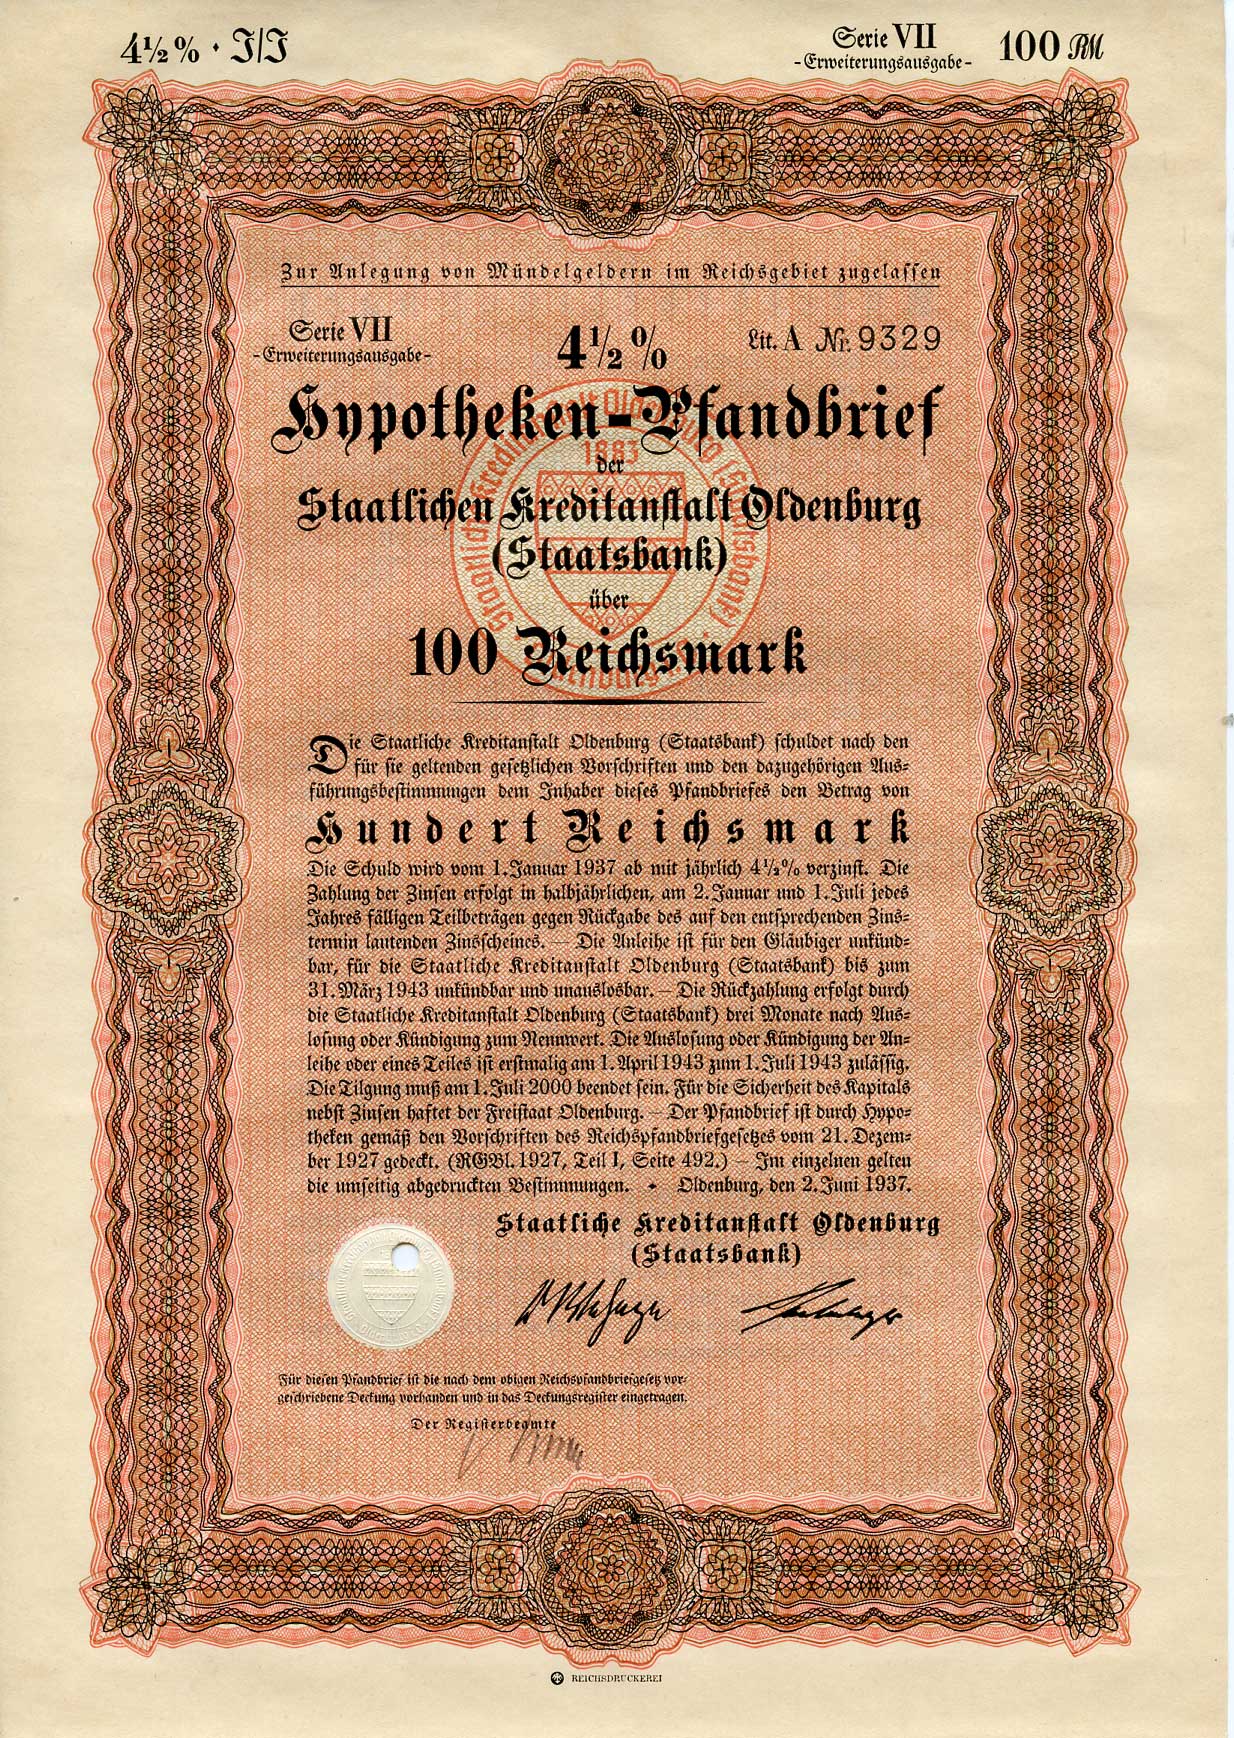 4½% · J/J
Serie VII
- Erweiterungsausgabe -
100 RM
Zur Anlegung von Mündelgeldern im Reichsgebiet zugelassen
Serie VII
- Erweiterungsausgabe -
4½%
Lit. A Nr. 9329
Hypotheken-Pfandbrief
1883
der
Staatlichen Kreditanstalt Oldenburg
(Staatsbank)
über
100 Reichsmark
Die Staatliche Kreditanstalt Oldenburg (Staatsbank) schuldet nach den
für sie geltenden gesetzlichen Vorschriften und den dazugehörigen Aus-
führungsbestimmungen dem Inhaber dieses Pfandbriefes den Betrag von
Hundert Reichsmark
Die Schuld wird vom 1. Januar 1937 ab mit jährlich 4½% verzinst. Die
Zahlung der Zinsen erfolgt in halbjährlichen, am 2. Januar und 1. Juli jedes
Jahres fälligen Teilbeträgen gegen Rückgabe des auf den entsprechenden Zins-
termin lautenden Zinsscheines. — Die Anleihe ist für den Gläubiger unkünd-
bar, für die Staatliche Kreditanstalt Oldenburg (Staatsbank) bis zum
31. März 1943 unkündbar und unauslosbar. — Die Rückzahlung erfolgt durch
die Staatliche Kreditanstalt Oldenburg (Staatsbank) drei Monate nach Aus-
losung oder Kündigung zum Nennwert. Die Auslosung oder Kündigung der An-
leihe oder eines Teiles ist erstmalig am 1. April 1943 zum 1. Juli 1943 zulässig.
Die Tilgung muß am 1. Juli 2000 beendet sein. Für die Sicherheit des Kapitals
nebst Zinsen haftet der Freistaat Oldenburg. — Der Pfandbrief ist durch Hypo-
theken gemäß den Vorschriften des Reichspfandbriefgesetzes vom 21. Dezem-
ber 1927 gedeckt. (RGBl. 1927, Teil I, Seite 492.) — Im einzelnen gelten
die umseitig abgedruckten Bestimmungen. • Oldenburg, den 2. Juni 1937.
Staatliche Kreditanstalt Oldenburg
(Staatsbank)
Für diesen Pfandbrief ist die nach dem obigen Reichspfandbriefgesetz vor-
geschriebene Deckung vorhanden und in das Deckungsregister eingetragen.
Der Registerbeamte
REICHSDRUCKEREI